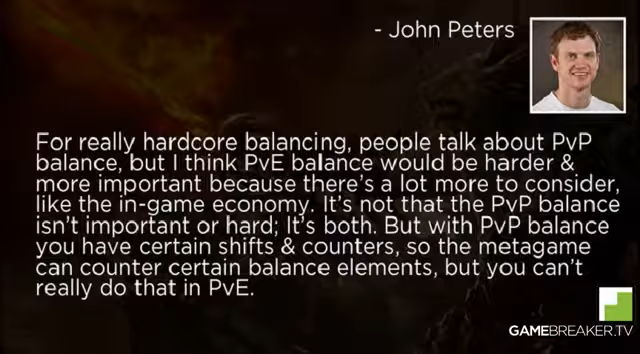 - John Peters
For really hardcore balancing, people talk about PvP
balance, but I think PvE balance would be harder &
more important because there's a lot more to consider,
like the in-game economy. It's not that the PvP balance
isn't important or hard; It's both. But with PvP balance
you have certain shifts & counters, so the metagame
can counter certain balance elements, but you can't
really do that in PvE.
GAMEBREAKER.TV